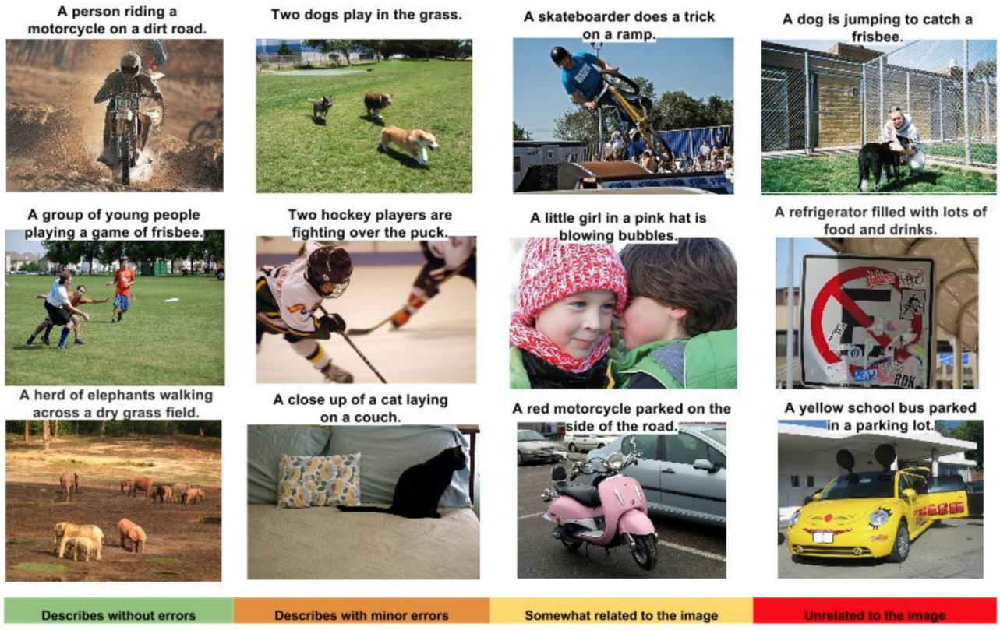 A person riding a
motorcycle on a dirt road.
Two dogs play in the grass.
A skateboarder does a trick
on a ramp.
A dog is jumping to catch a
frisbee.
A group of young people
playing a game of frisbee.
Two hockey players are
fighting over the puck.
A little girl in a pink hat is
blowing bubbles.
A refrigerator filled with lots of
food and drinks.
RDK
A herd of elephants walking
across a dry grass field.
A close up of a cat laying
on a couch.
A red motorcycle parked on the
side of the road.
A yellow school bus parked
in a parking lot.
Describes without errors
Describes with minor errors
Somewhat related to the image
Unrelated to the image